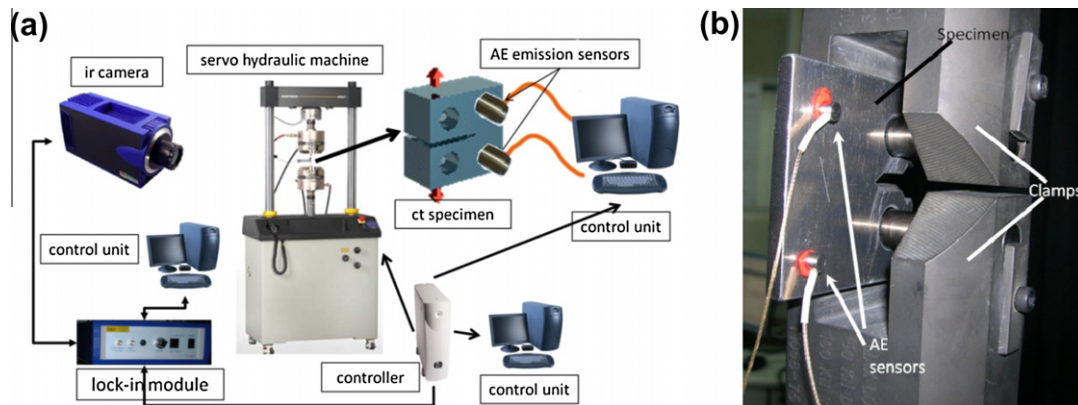 (a)
ir camera
servo hydraulic machine
AE emission sensors
ct specimen
control unit
control unit
lock-in module
controller
control unit
(b)
Specimen
Clamps
AE
sensors